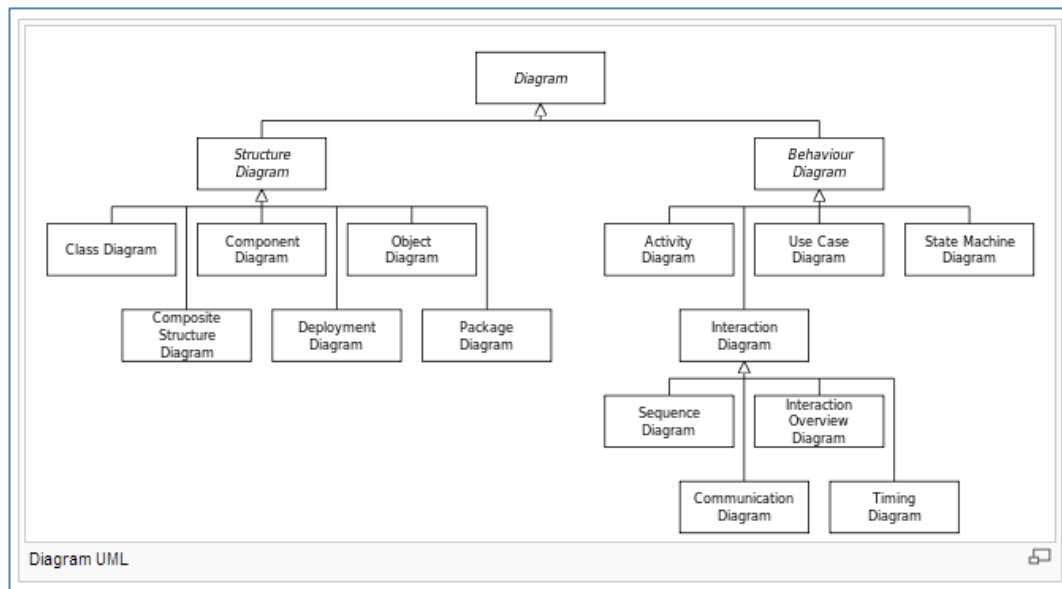 Diagram
Structure
Diagram
Behaviour
Diagram
Class Diagram
Component
Diagram
Object
Diagram
Activity
Diagram
Use Case
Diagram
State Machine
Diagram
Composite
Structure
Diagram
Deployment
Diagram
Package
Diagram
Interaction
Diagram
Sequence
Diagram
Interaction
Overview
Diagram
Communication
Diagram
Timing
Diagram
Diagram UML